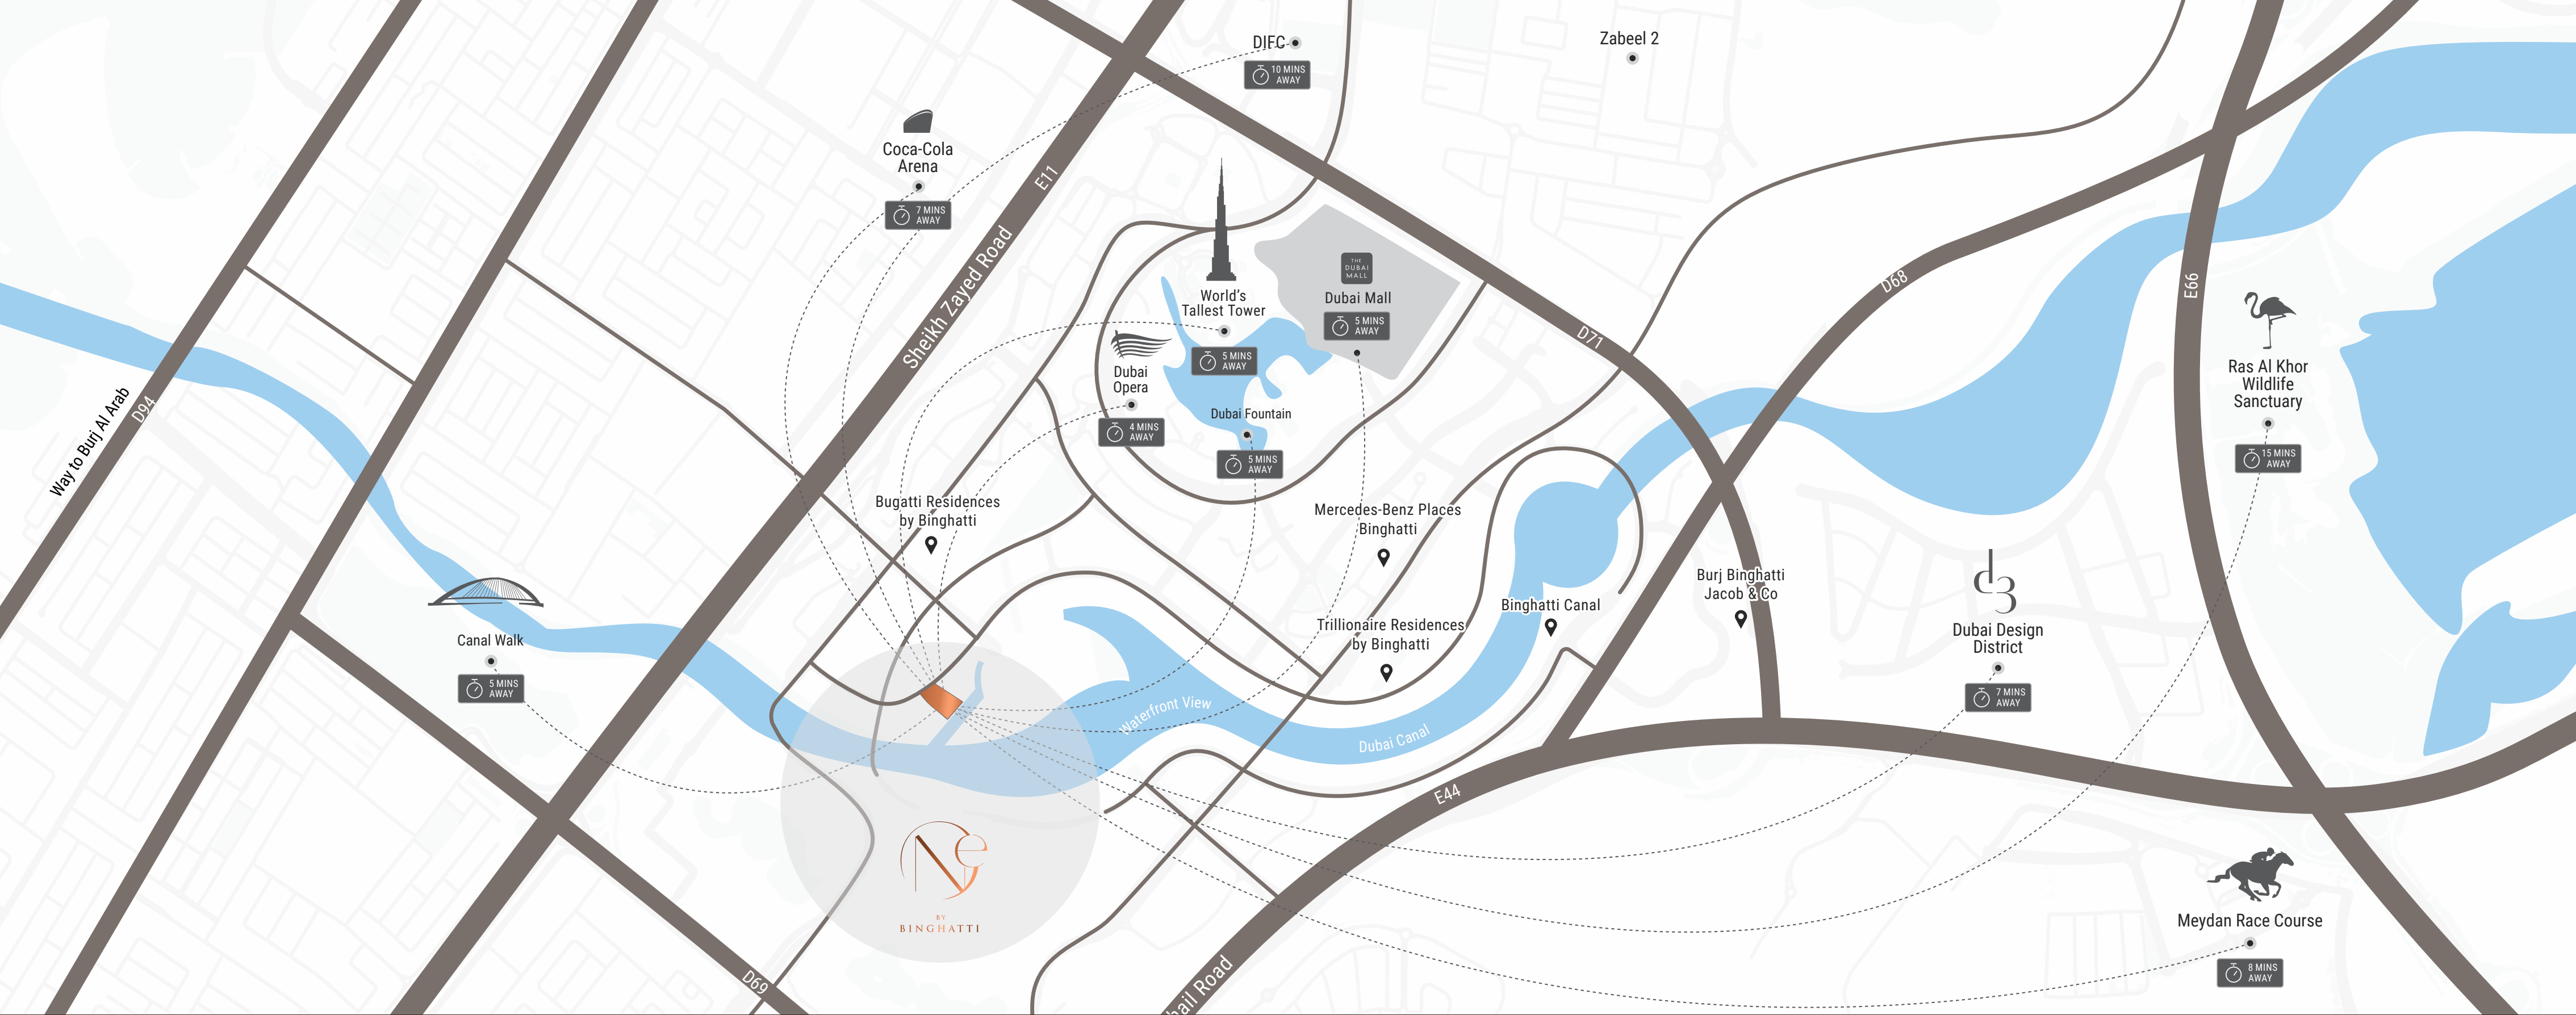 DIFC
10 MINS
AWAY
Zabeel 2
Coca-Cola
Arena
7 MINS
AWAY
E11
Sheikh Zayed Road
World's
Tallest Tower
5 MINS
AWAY
THE
DUBAI
MALL
Dubai Mall
5 MINS
AWAY
Dubai
Opera
4 MINS
AWAY
Dubai Fountain
5 MINS
AWAY
D71
D68
E66
Ras Al Khor
Wildlife
Sanctuary
15 MINS
AWAY
Way to Burj Al Arab
D94
Bugatti Residences
by Binghatti
Mercedes-Benz Places
Binghatti
Canal Walk
5 MINS
AWAY
Trillionaire Residences
by Binghatti
Binghatti Canal
Burj Binghatti
Jacob & Co
d3
Dubai Design
District
7 MINS
AWAY
Waterfront View
Dubai Canal
E44
BY
BINGHATTI
Meydan Race Course
8 MINS
AWAY
D69
hail Road